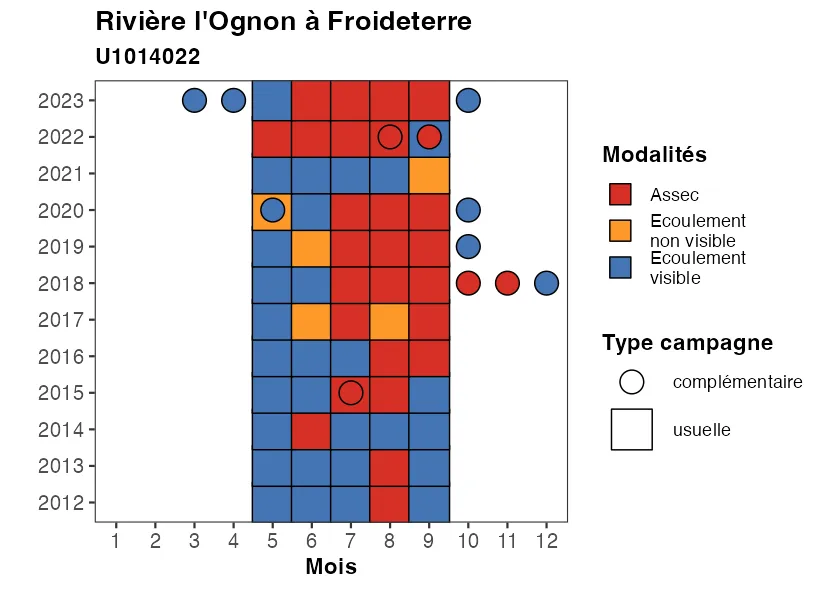 Rivière l'Ognon à Froideterre
U1014022
2023
2022
2021
2020
2019
2018
2017
2016
2015
2014
2013
2012
1 2 3 4 5 6 7 8 9 10 11 12
Mois
Modalités
Assec
Ecoulement
non visible
Ecoulement
visible
Type campagne
complémentaire
usuelle